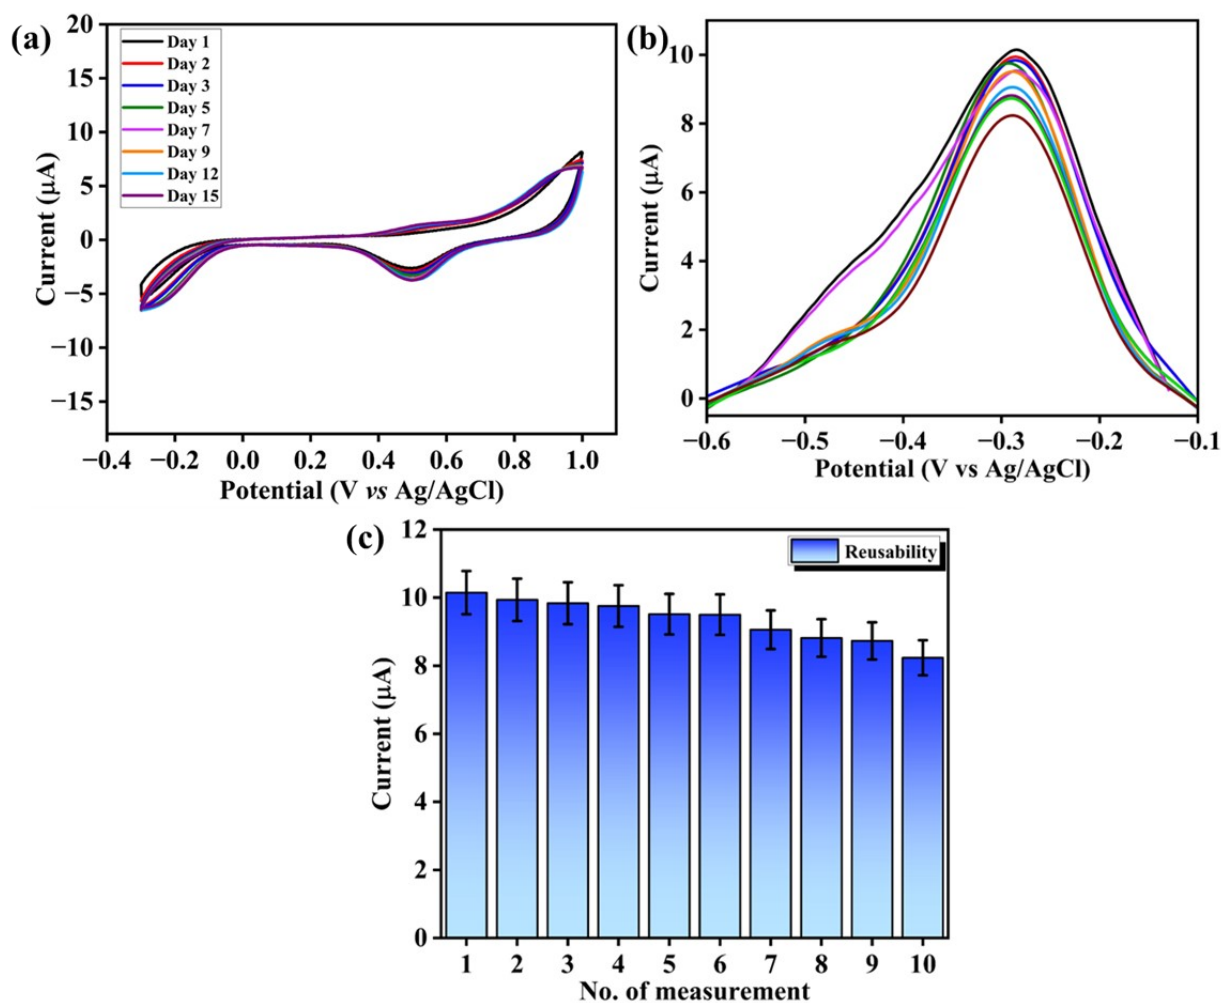 (a)
20
15
10
5
0
−5
−10
−15
Current (μA)
Day 1
Day 2
Day 3
Day 5
Day 7
Day 9
Day 12
Day 15
−0.4 −0.2 0.0 0.2 0.4 0.6 0.8 1.0
Potential (V vs Ag/AgCl)
(b)
10
8
6
4
2
0
Current (μA)
−0.6 −0.5 −0.4 −0.3 −0.2 −0.1
Potential (V vs Ag/AgCl)
(c)
12
10
8
6
4
2
0
Current (μA)
Reusability
1 2 3 4 5 6 7 8 9 10
No. of measurement